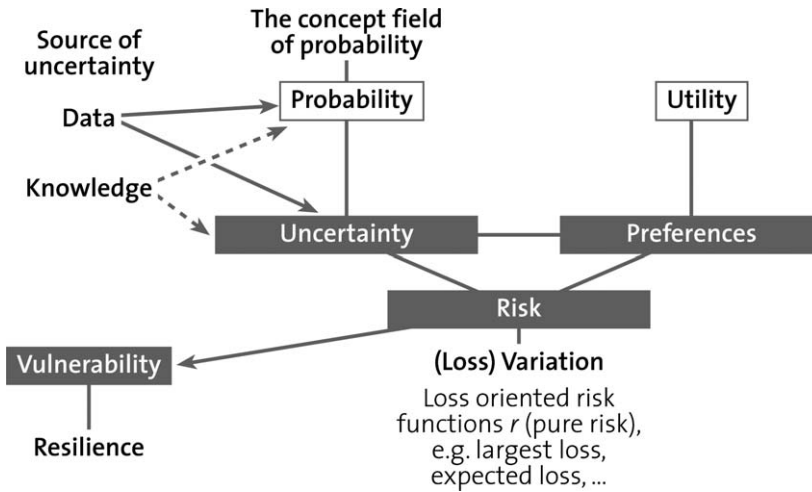 The concept field
of probability
Source of
uncertainty
Probability
Utility
Data
Knowledge
Uncertainty
Preferences
Risk
Vulnerability
(Loss) Variation
Loss oriented risk
functions r (pure risk),
e.g. largest loss,
expected loss, ...
Resilience